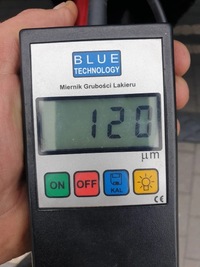 BLUE
TECHNOLOGY
Miernik Grubości Lakieru
120
μm
ON OFF KAL
CE